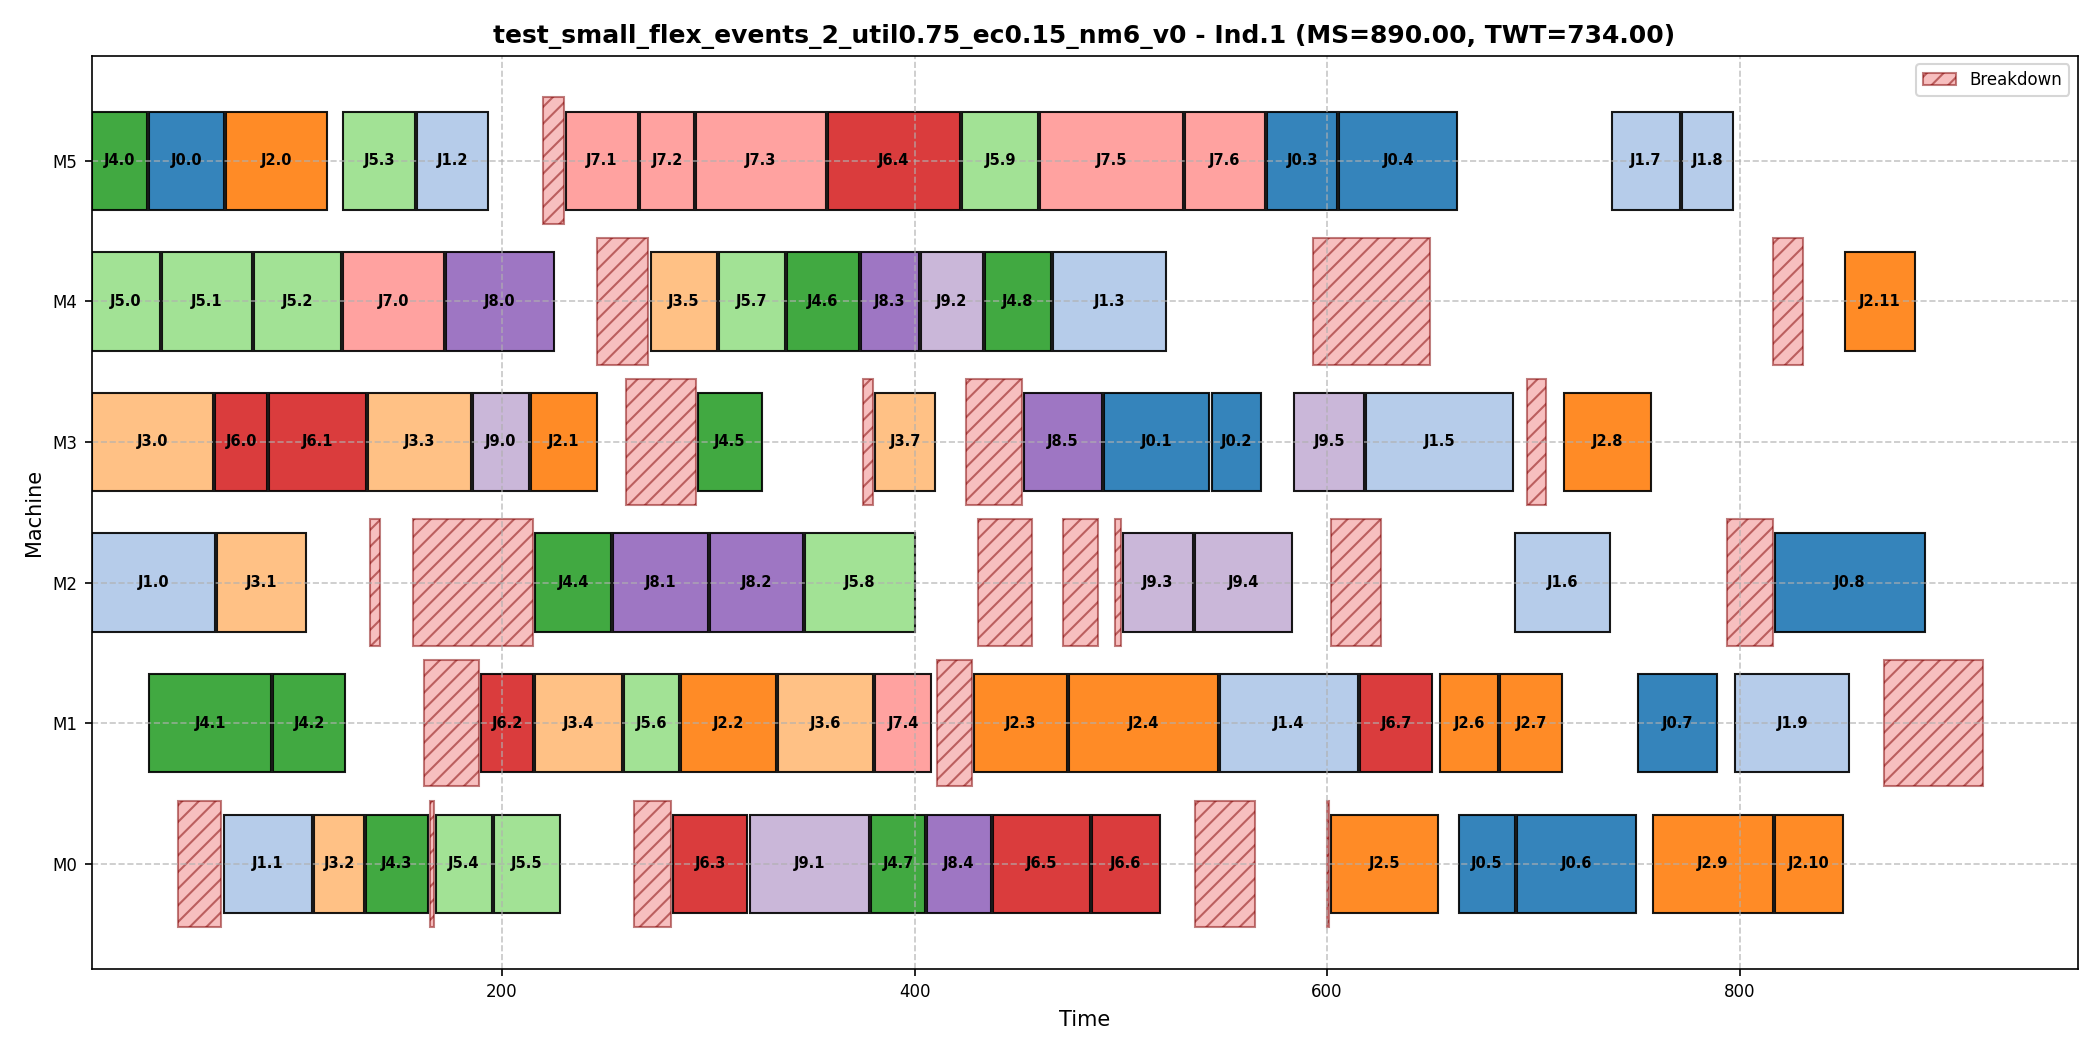 test_small_flex_events_2_util0.75_ec0.15_nm6_v0 - Ind.1 (MS=890.00, TWT=734.00)
Breakdown
M5 J4.0 J0.0 J2.0 J5.3 J1.2 J7.1 J7.2 J7.3 J6.4 J5.9 J7.5 J7.6 J0.3 J0.4 J1.7 J1.8
M4 J5.0 J5.1 J5.2 J7.0 J8.0 J3.5 J5.7 J4.6 J8.3 J9.2 J4.8 J1.3 J2.11
M3 J3.0 J6.0 J6.1 J3.3 J9.0 J2.1 J4.5 J3.7 J8.5 J0.1 J0.2 J9.5 J1.5 J2.8
M2 J1.0 J3.1 J4.4 J8.1 J8.2 J5.8 J9.3 J9.4 J1.6 J0.8
M1 J4.1 J4.2 J6.2 J3.4 J5.6 J2.2 J3.6 J7.4 J2.3 J2.4 J1.4 J6.7 J2.6 J2.7 J0.7 J1.9
M0 J1.1 J3.2 J4.3 J5.4 J5.5 J6.3 J9.1 J4.7 J8.4 J6.5 J6.6 J2.5 J0.5 J0.6 J2.9 J2.10
Machine
200 400 600 800
Time